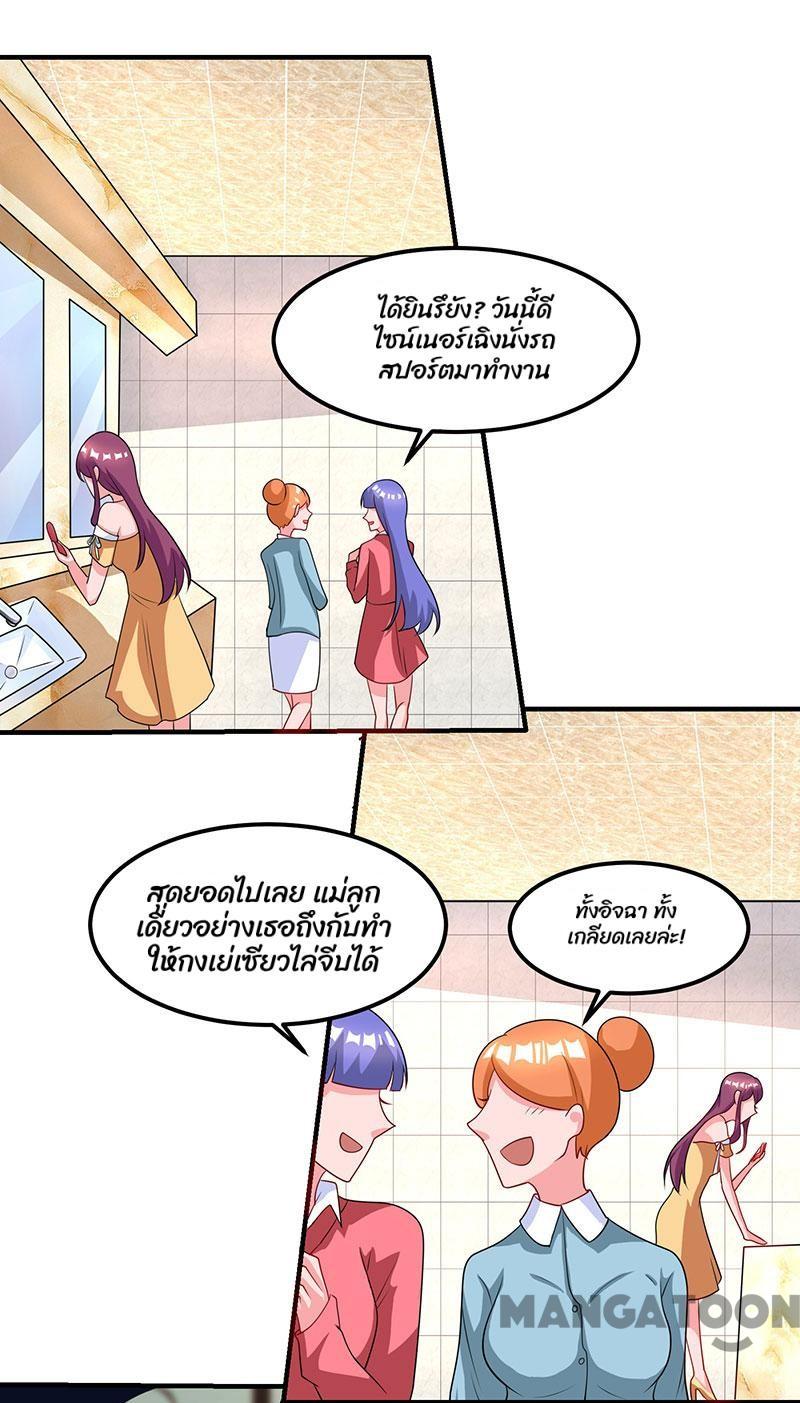 ได้ยินรึยัง? วันนี้ดี
ไซน์เนอร์เฉิงนั่งรถ
สปอร์ตมาทำงาน
สุดยอดไปเลย แม่ลูก
เดี่ยวอย่างเธอถึงกับทำ
ให้กงเย่เซียวไล่จีบได้
ทั้งอิจฉา ทั้ง
เกลียดเลยล่ะ!
MANGATOON